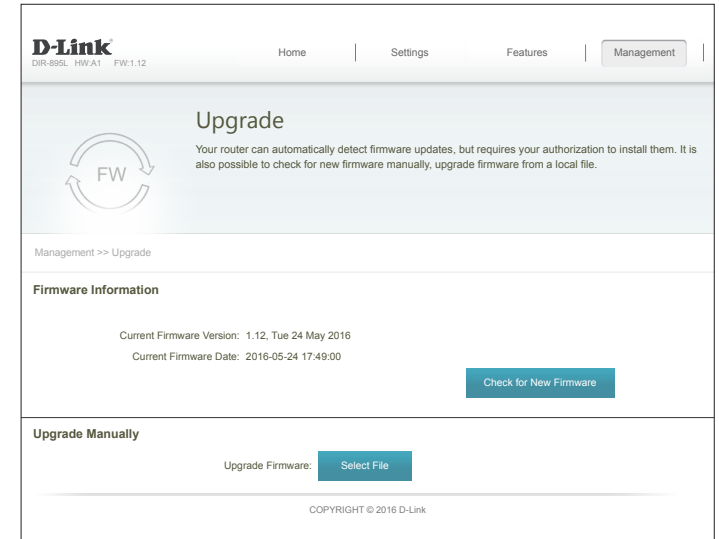 D-Link
DIR-895L HW:A1 FW:1.12
Home Settings Features Management
Upgrade
Your router can automatically detect firmware updates, but requires your authorization to install them. It is
also possible to check for new firmware manually, upgrade firmware from a local file.
FW
Management >> Upgrade
Firmware Information
Current Firmware Version: 1.12, Tue 24 May 2016
Current Firmware Date: 2016-05-24 17:49:00
Check for New Firmware
Upgrade Manually
Upgrade Firmware: Select File
COPYRIGHT © 2016 D-Link